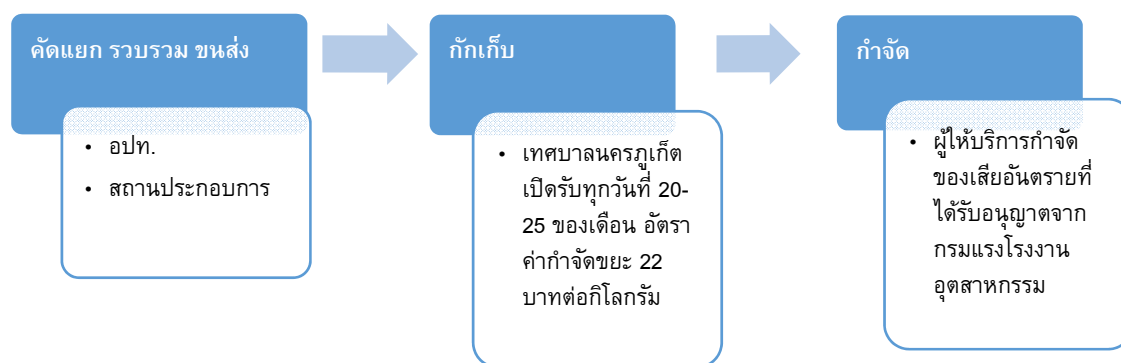 คัดแยก รวบรวม ขนส่ง
• อปท.
• สถานประกอบการ
กักเก็บ
• เทศบาลนครภูเก็ต
เปิดรับทุกวันที่ 20-
25 ของเดือน อัตรา
ค่ากำจัดขยะ 22
บาทต่อกิโลกรัม
กำจัด
• ผู้ให้บริการกำจัด
ของเสียอันตรายที่
ได้รับอนุญาตจาก
กรมแรงโรงงาน
อุตสาหกรรม